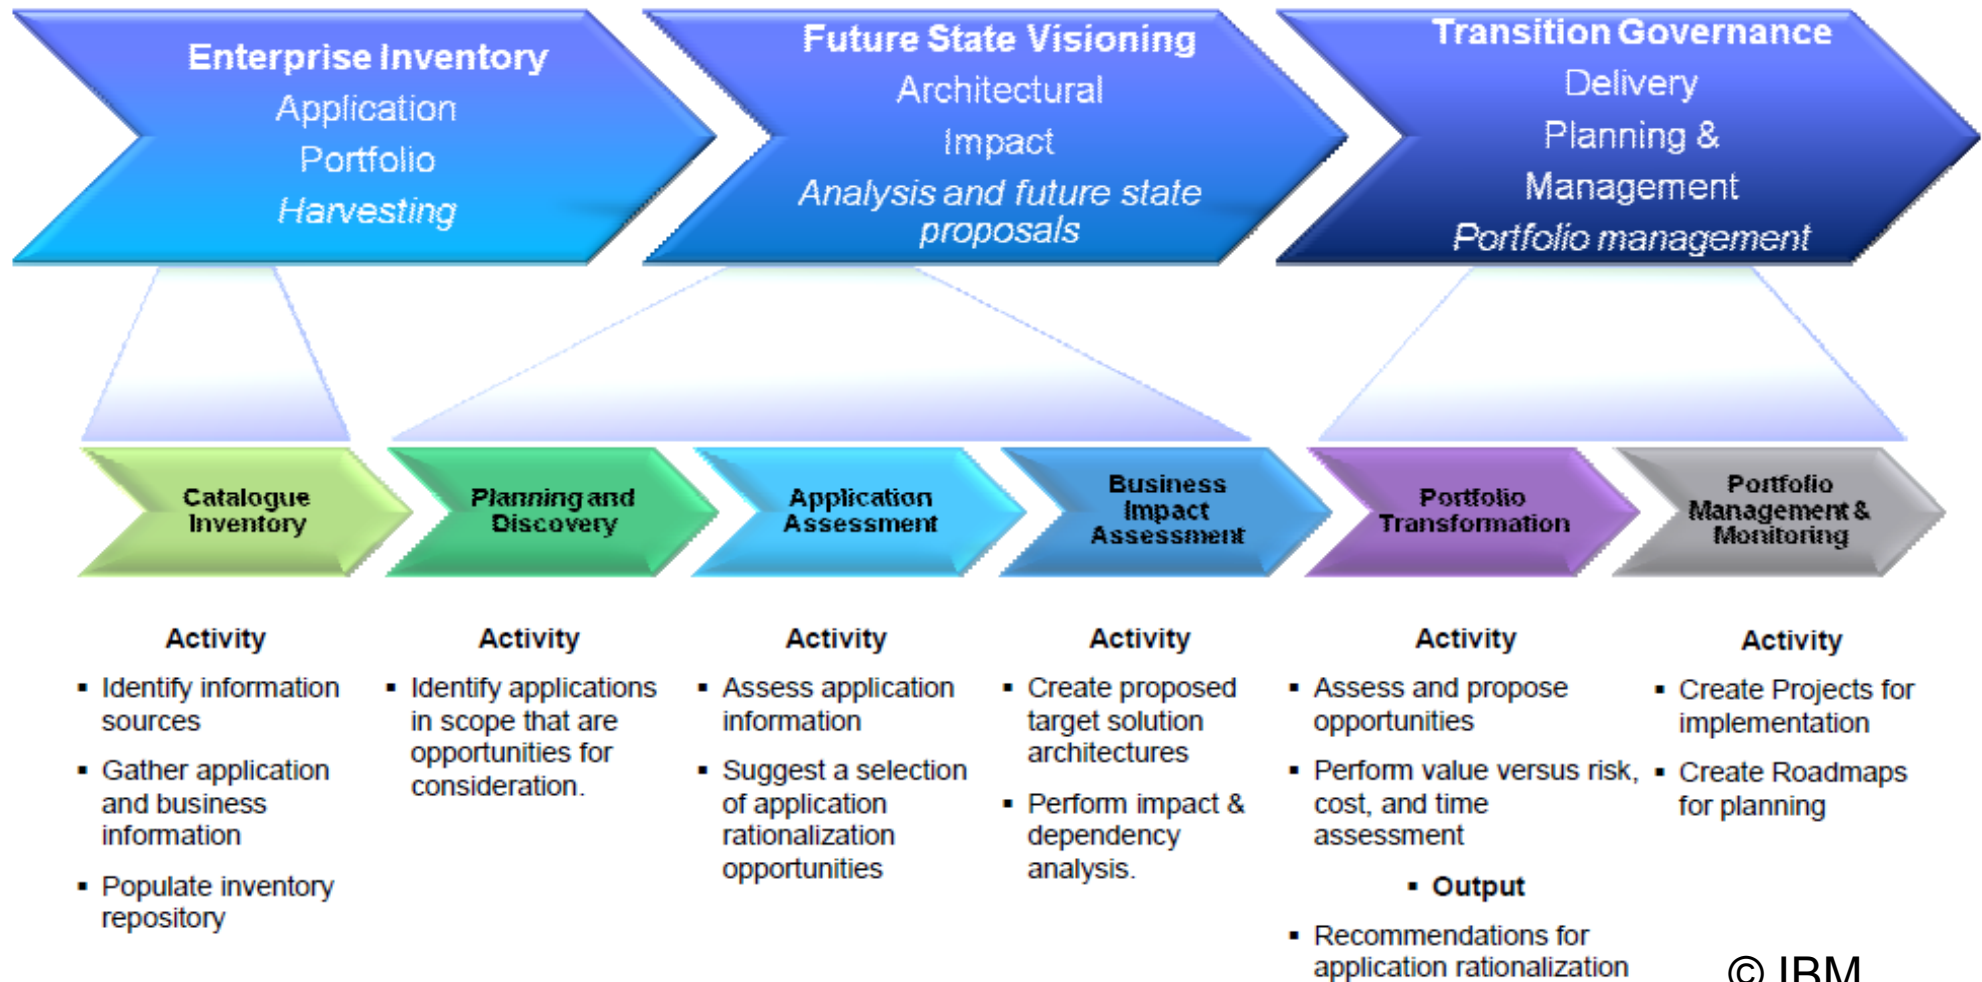 Enterprise Inventory
Application
Portfolio
Harvesting
Future State Visioning
Architectural
Impact
Analysis and future state
proposals
Transition Governance
Delivery
Planning &
Management
Portfolio management
Catalogue
Inventory
Planning and
Discovery
Application
Assessment
Business
Impact
Assessment
Portfolio
Transformation
Portfolio
Management &
Monitoring
Activity
▪ Identify information
sources
▪ Gather application
and business
information
▪ Populate inventory
repository
Activity
▪ Identify applications
in scope that are
opportunities for
consideration.
Activity
▪ Assess application
information
▪ Suggest a selection
of application
rationalization
opportunities
Activity
▪ Create proposed
target solution
architectures
▪ Perform impact &
dependency
analysis.
Activity
▪ Assess and propose
opportunities
▪ Perform value versus risk,
cost, and time
assessment
▪ Output
▪ Recommendations for
application rationalization
Activity
▪ Create Projects for
implementation
▪ Create Roadmaps
for planning
© IBM